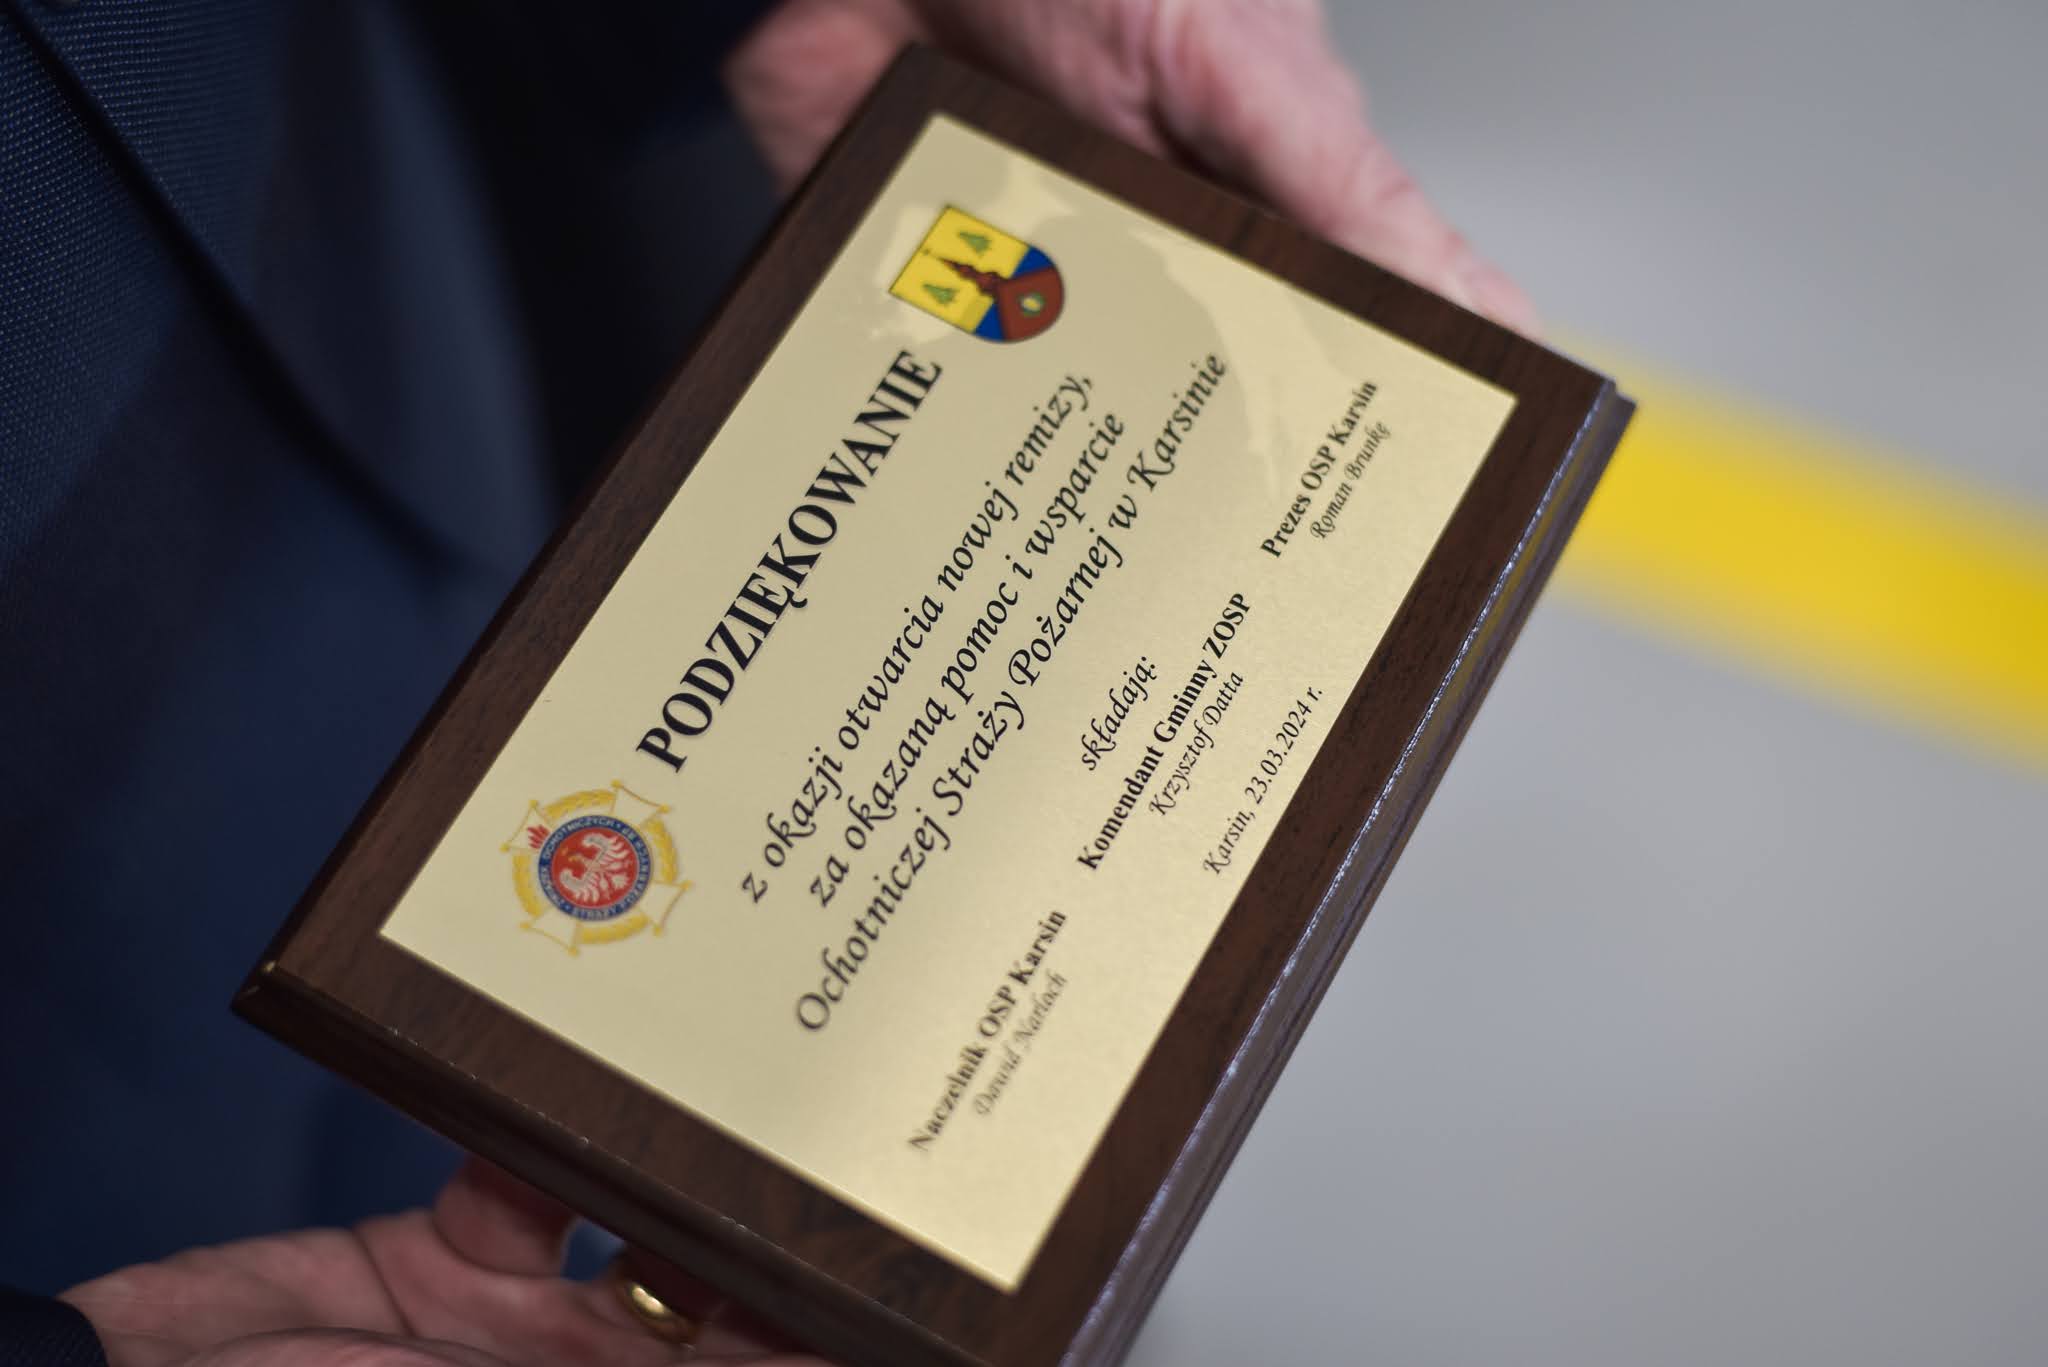 PODZIĘKOWANIE
z okazji otwarcia nowej remizy,
za okazaną pomoc i wsparcie
Ochotniczej Straży Pożarnej w Karsinie
składają:
Naczelnik OSP Karsin
Dawid Narloch
Komendant Gminny ZOSP
Krzysztof Datta
Prezes OSP Karsin
Roman Brunkę
Karsin, 23.03.2024 r.